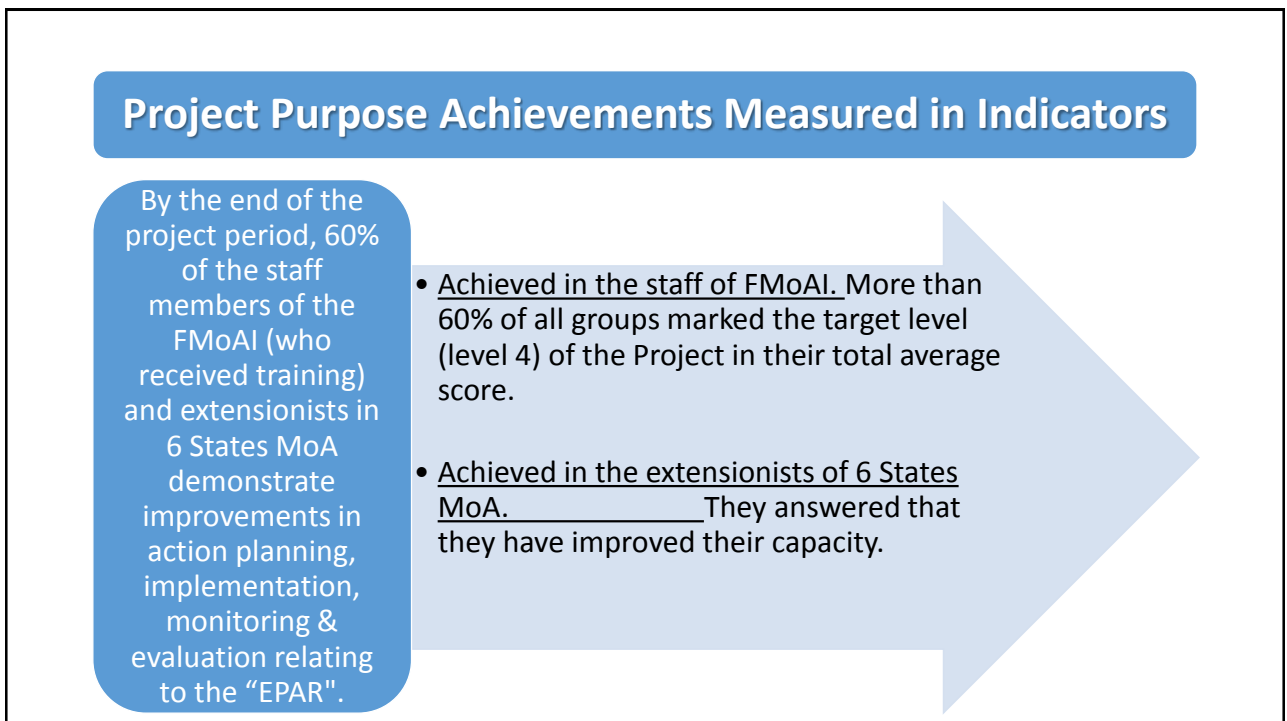 Project Purpose Achievements Measured in Indicators
By the end of the
project period, 60%
of the staff
members of the
FMoAI (who
received training)
and extensionists in
6 States MoA
demonstrate
improvements in
action planning,
implementation,
monitoring &
evaluation relating
to the “EPAR".
• Achieved in the staff of FMoAI. More than
60% of all groups marked the target level
(level 4) of the Project in their total average
score.
• Achieved in the extensionists of 6 States
MoA. They answered that
they have improved their capacity.